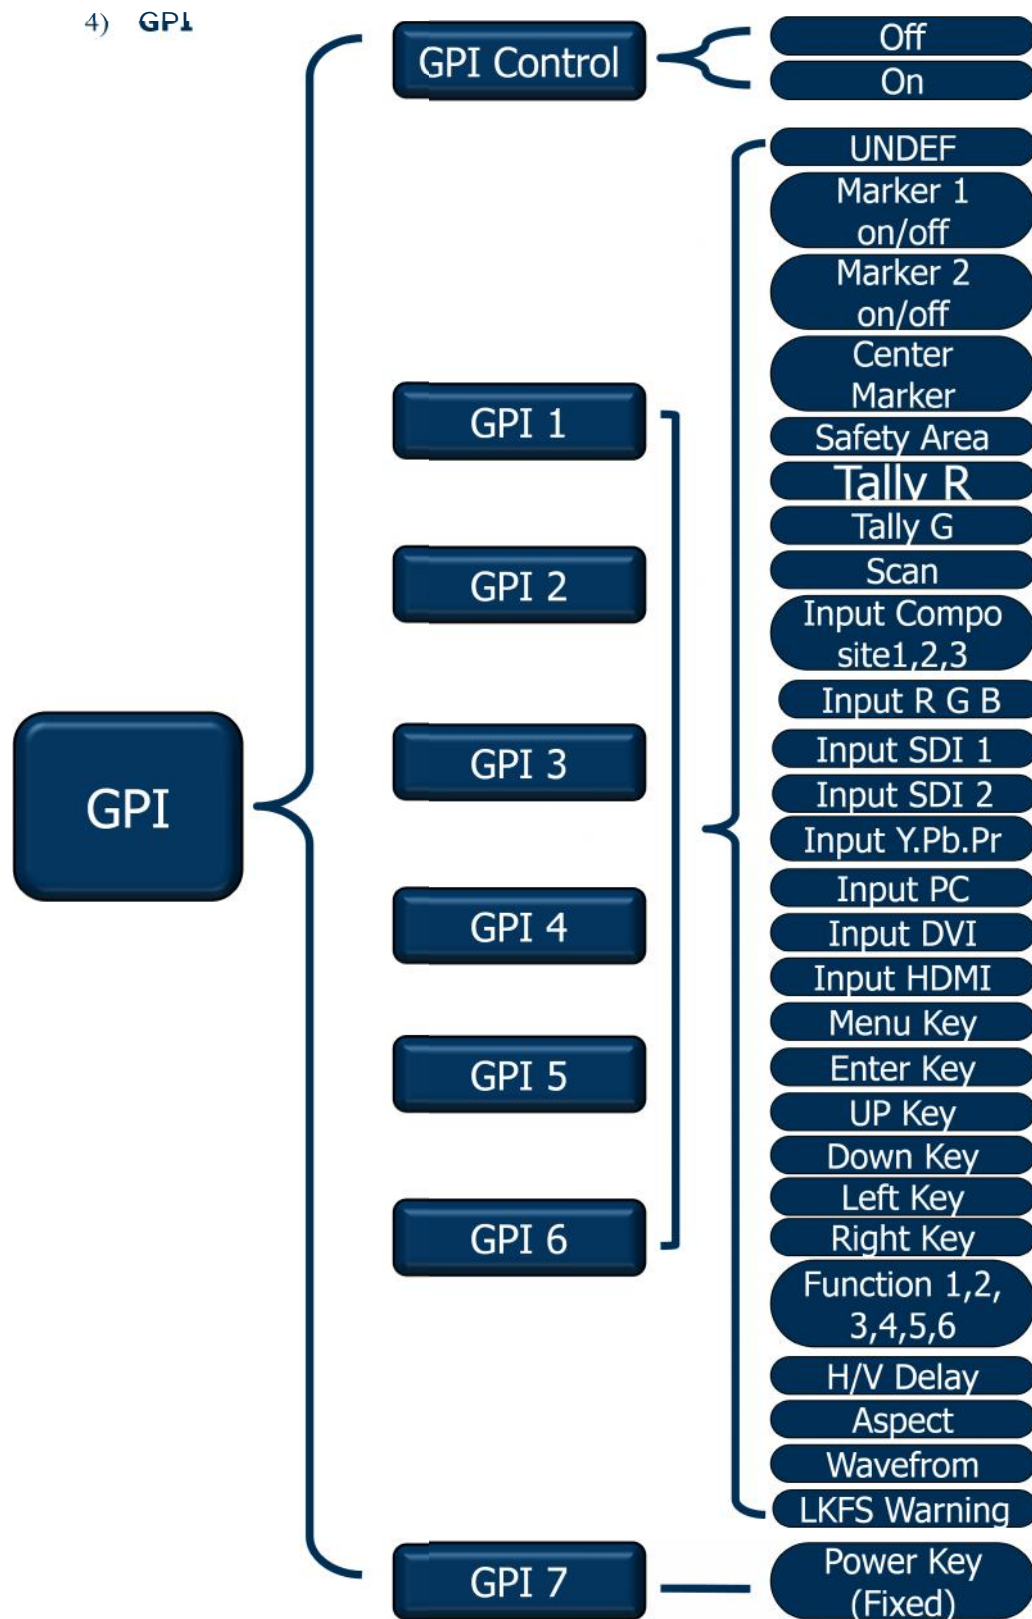 4) GPI
GPI Control
Off
On
UNDEF
Marker 1
on/off
Marker 2
on/off
Center
Marker
GPI 1
Safety Area
Tally R
Tally G
GPI 2
Scan
Input Compo
site1,2,3
Input R G B
GPI 3
Input SDI 1
Input SDI 2
GPI
Input Y.Pb.Pr
Input PC
GPI 4
Input DVI
Input HDMI
Menu Key
GPI 5
Enter Key
UP Key
Down Key
Left Key
GPI 6
Right Key
Function 1,2,
3,4,5,6
H/V Delay
Aspect
Wavefrom
LKFS Warning
GPI 7
Power Key
(Fixed)